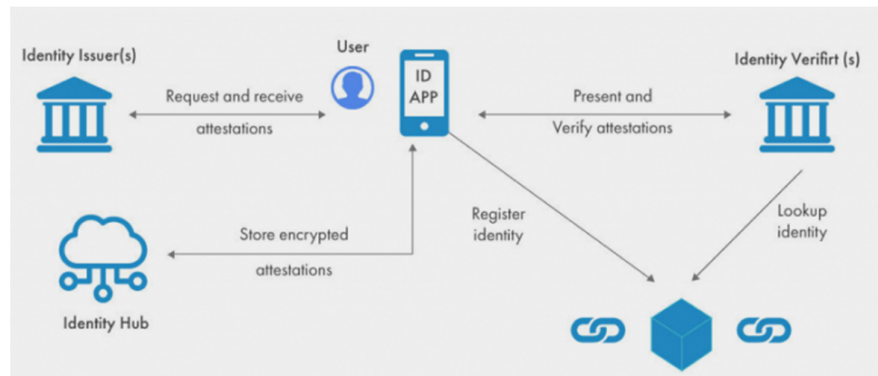 Identity Issuer(s)
User
Identity Verifirt (s)
ID
APP
Request and receive
attestations
Present and
Verify attestations
Register
identity
Lookup
identity
Store encrypted
attestations
Identity Hub